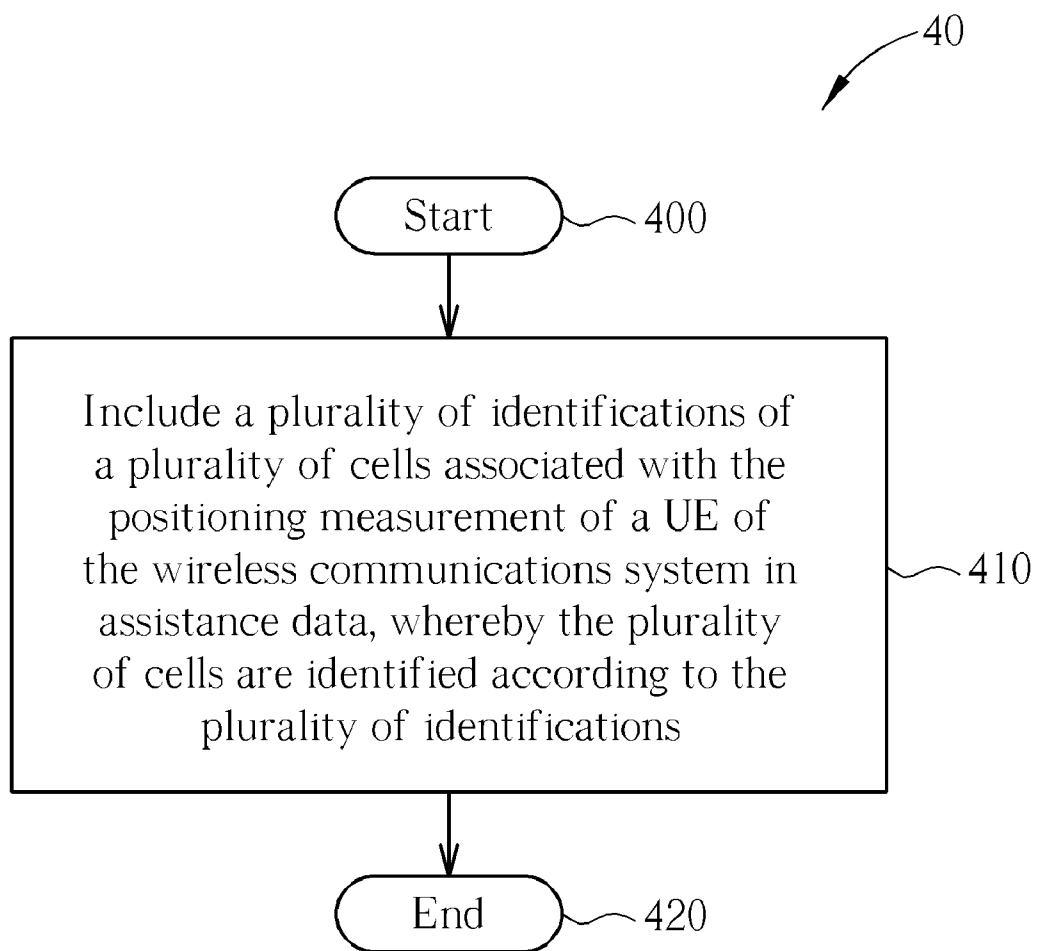 40
Start
400
Include a plurality of identifications of
a plurality of cells associated with the
positioning measurement of a UE of
the wireless communications system in
assistance data, whereby the plurality
of cells are identified according to the
plurality of identifications
410
End
420